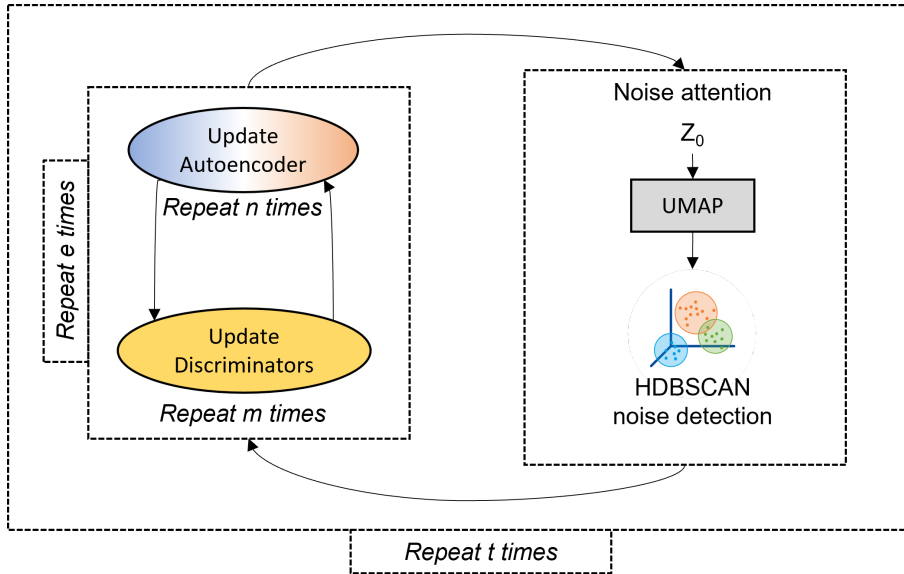 Repeat e times
Update
Autoencoder
Repeat n times
Update
Discriminators
Repeat m times
Noise attention
Z0
UMAP
HDBSCAN
noise detection
Repeat t times